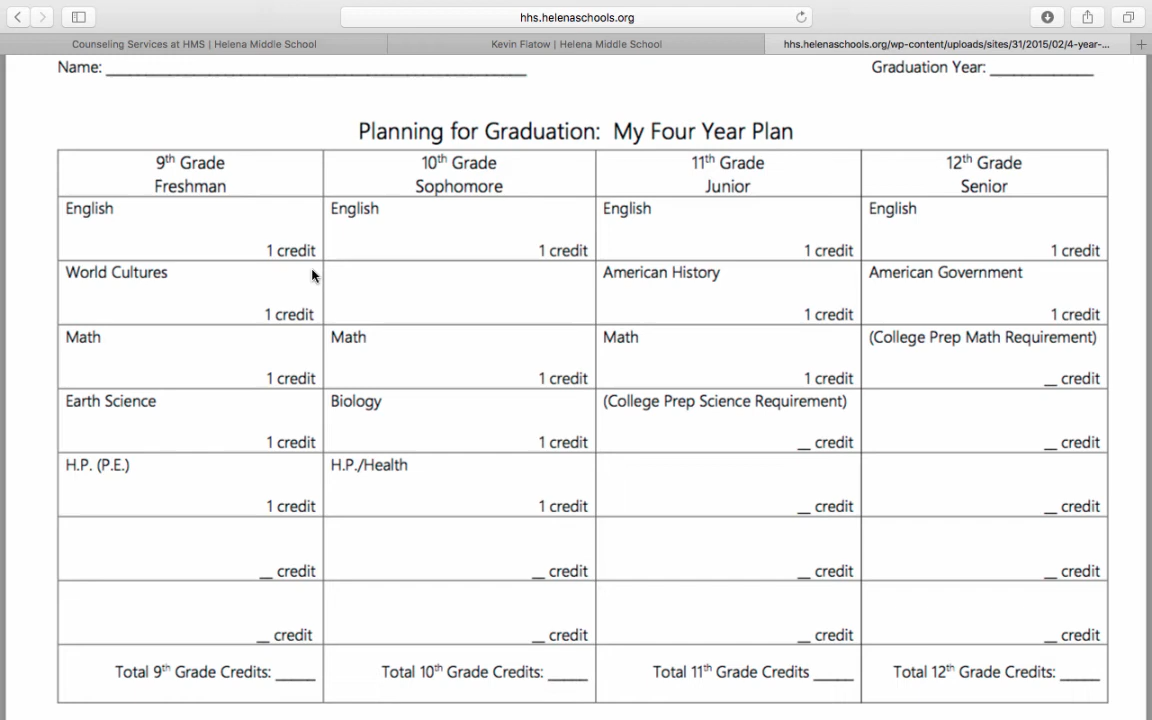 hhs.helenaschools.org
Counseling Services at HMS | Helena Middle School
Kevin Flatow | Helena Middle School
hhs.helenaschools.org/wp-content/uploads/sites/31/2015/02/4-year-...
Name: ____________________ Graduation Year: ____________
Planning for Graduation: My Four Year Plan
9th Grade 10th Grade 11th Grade 12th Grade
Freshman Sophomore Junior Senior
English English English English
1 credit 1 credit 1 credit 1 credit
World Cultures American History American Government
1 credit 1 credit 1 credit
Math Math Math (College Prep Math Requirement)
1 credit 1 credit 1 credit __ credit
Earth Science Biology (College Prep Science Requirement)
1 credit 1 credit __ credit __ credit
H.P. (P.E.) H.P./Health
1 credit 1 credit __ credit __ credit
__ credit __ credit __ credit __ credit
__ credit __ credit __ credit __ credit
Total 9th Grade Credits: _____ Total 10th Grade Credits: _____ Total 11th Grade Credits _____ Total 12th Grade Credits: _____